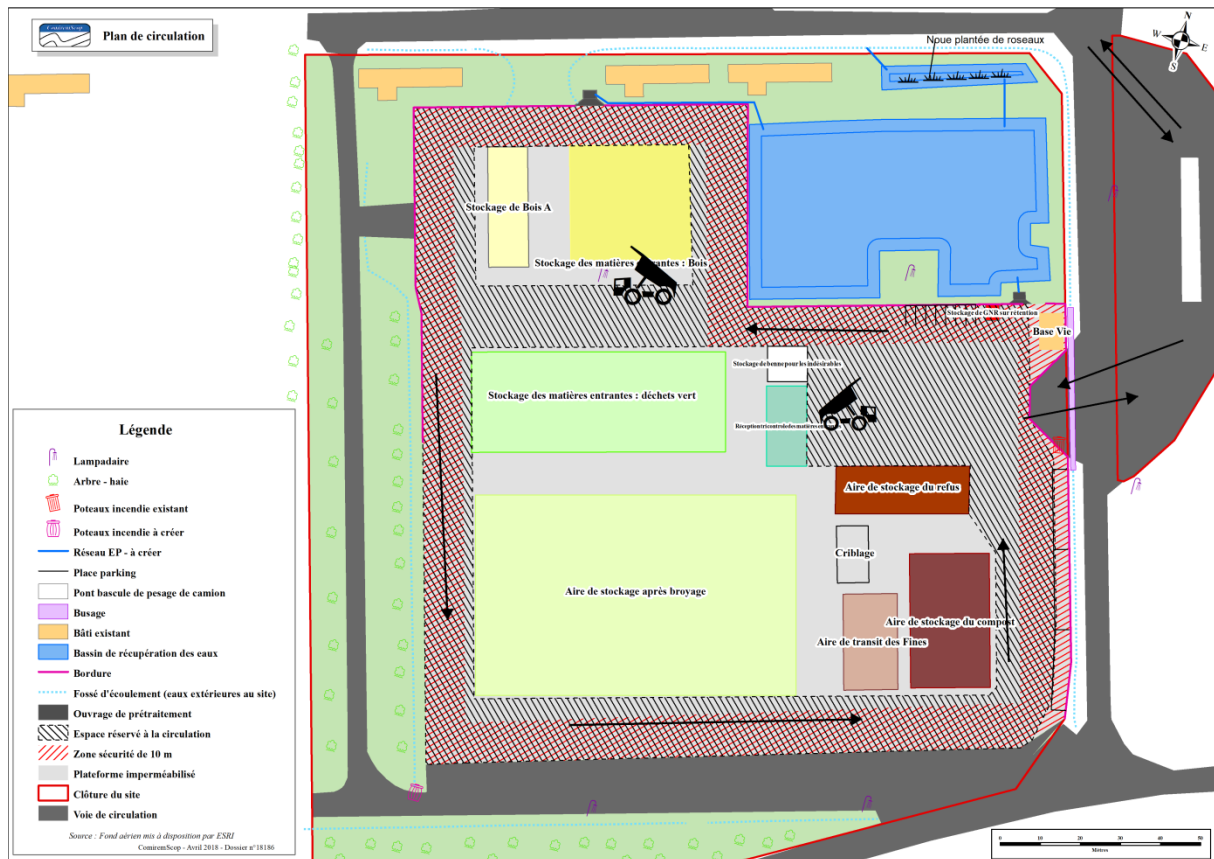 ComiremScop
Plan de circulation
Noue plantée de roseaux
N
W
E
S
Stockage de Bois A
Stockage des matières entrantes : Bois
Stockage de GNR sur rétention
Base Vie
Stockage de benne pour les indésirables
Stockage des matières entrantes : déchets vert
Aire de stockage du refus
Criblage
Aire de stockage après broyage
Aire de stockage du compost
Aire de transit des Fines
Légende
Lampadaire
Arbre - haie
Poteaux incendie existant
Poteaux incendie à créer
Réseau EP - à créer
Place parking
Pont bascule de pesage de camion
Busage
Bâti existant
Bassin de récupération des eaux
Bordure
Fossé d'écoulement (eaux extérieures au site)
Ouvrage de prétraitement
Espace réservé à la circulation
Zone sécurité de 10 m
Plateforme imperméabilisé
Clôture du site
Voie de circulation
Source : Fond aérien mis à disposition par ESRI
ComiremScop - Avril 2018 - Dossier n°18186
0 10 20 30 40 50
Mètres